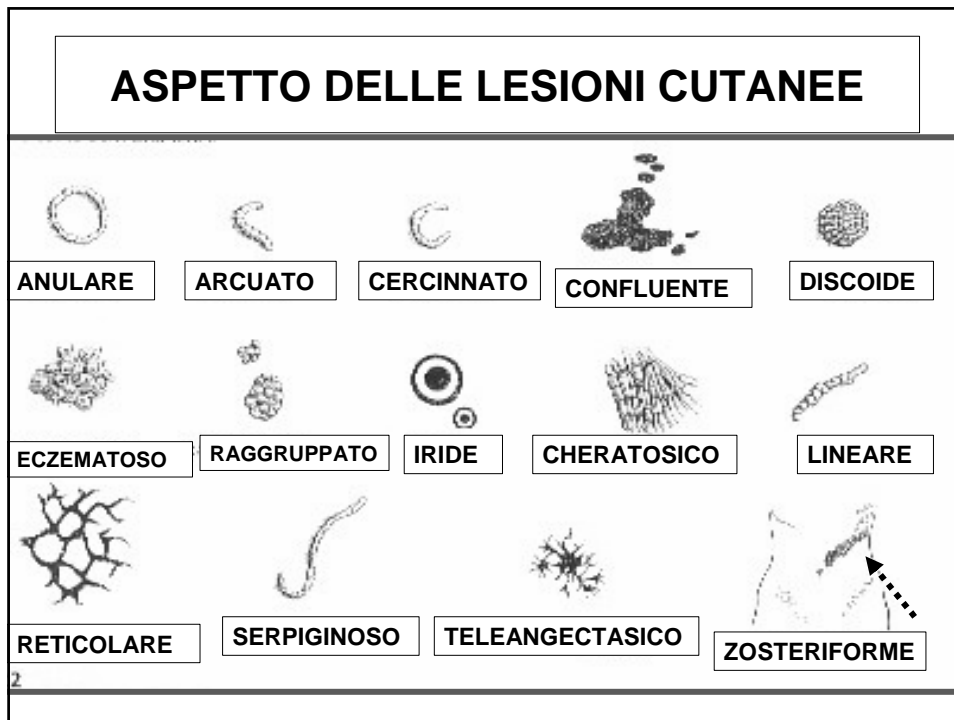 ASPETTO DELLE LESIONI CUTANEE
ANULARE
ARCUATO
CERCINNATO
CONFLUENTE
DISCOIDE
ECZEMATOSO
RAGGRUPPATO
IRIDE
CHERATOSICO
LINEARE
RETICOLARE
SERPIGINOSO
TELEANGECTASICO
ZOSTERIFORME
2